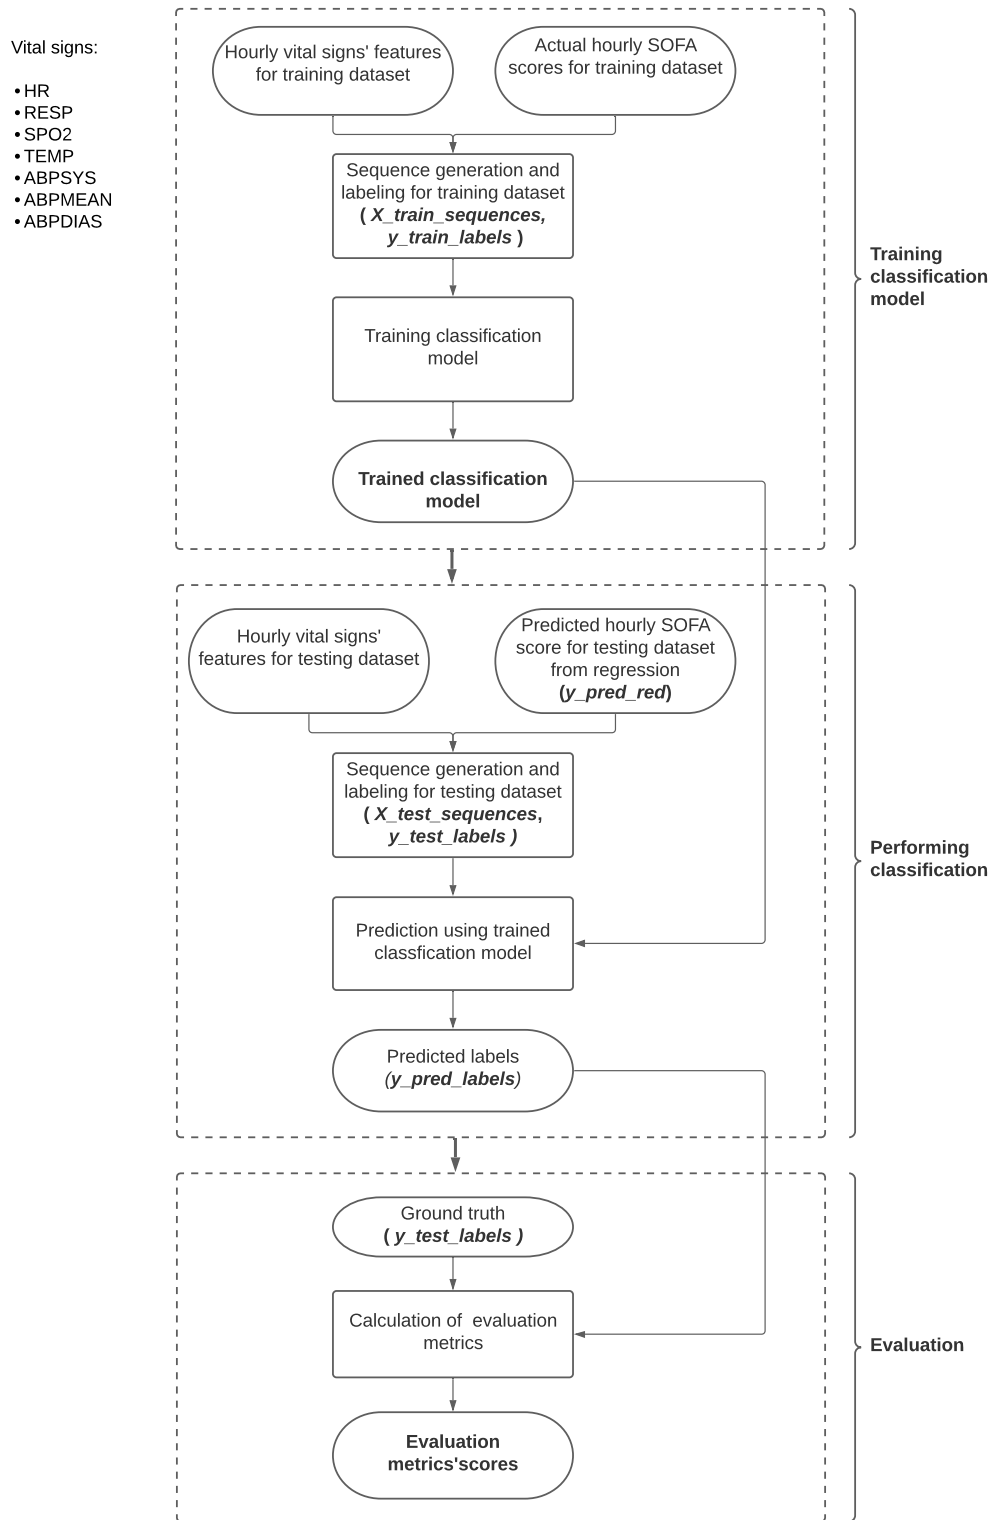 Vital signs:
• HR
• RESP
• SPO2
• TEMP
• ABPSYS
• ABPMEAN
• ABPDIAS
Hourly vital signs' features
for training dataset
Actual hourly SOFA
scores for training dataset
Sequence generation and
labeling for training dataset
( X_train_sequences,
y_train_labels )
Training classification
model
Trained classification
model
Training
classification
model
Hourly vital signs'
features for testing dataset
Predicted hourly SOFA
score for testing dataset
from regression
(y_pred_red)
Sequence generation and
labeling for testing dataset
( X_test_sequences,
y_test_labels )
Prediction using trained
classfication model
Predicted labels
(y_pred_labels)
Performing
classification
Ground truth
( y_test_labels )
Calculation of  evaluation
metrics
Evaluation
metrics'scores
Evaluation